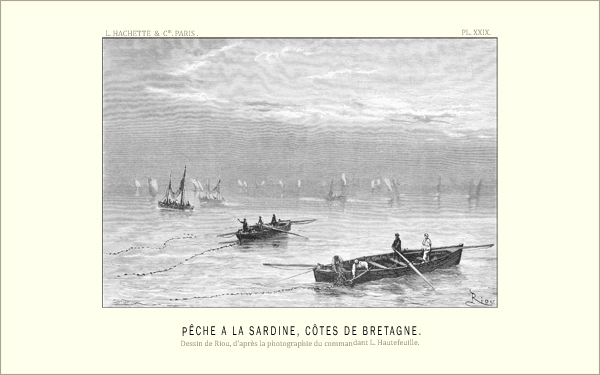 L. HACHETTE & Cie, PARIS.
PL. XXIX.
Riou
PÊCHE A LA SARDINE, CÔTES DE BRETAGNE.
Dessin de Riou, d'après la photographie du commandant L. Hautefeuille.